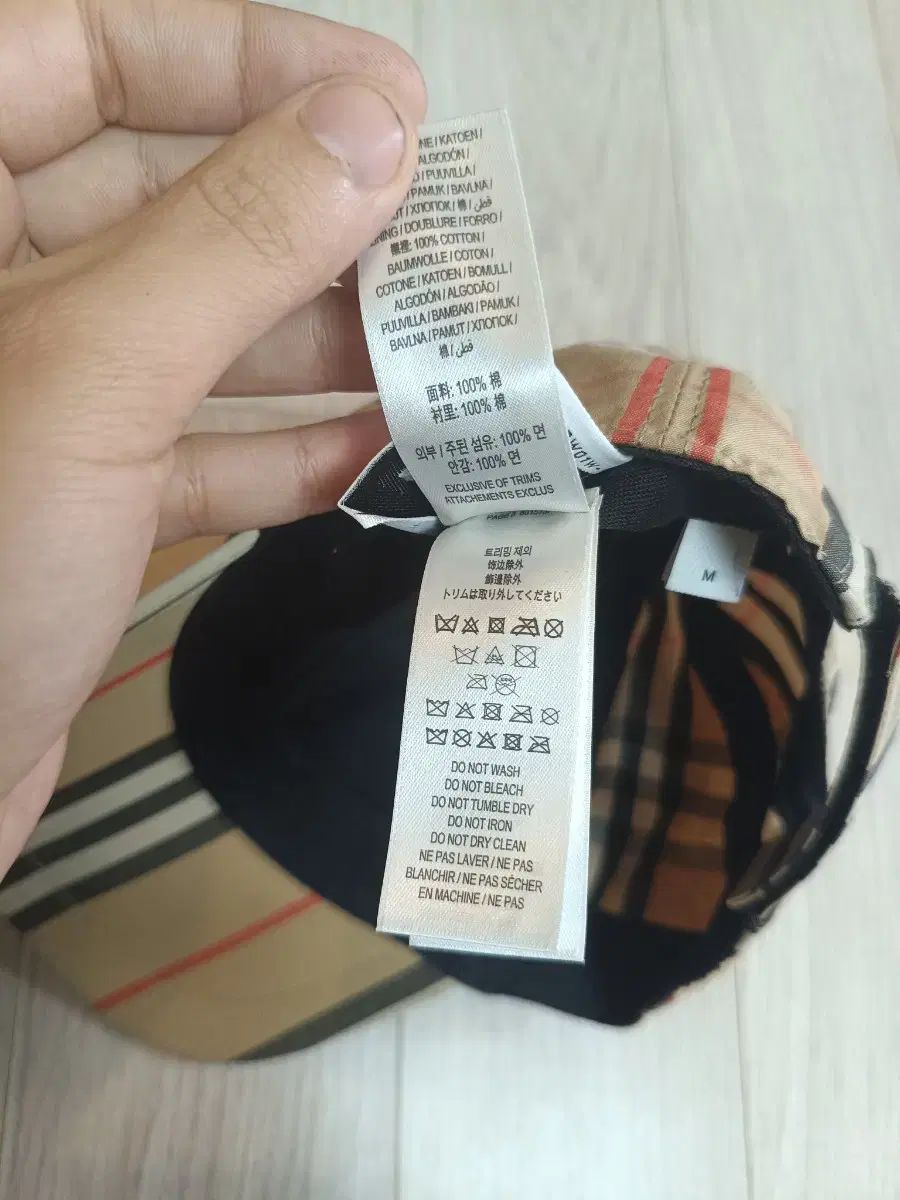 NE / KATOEN /
ALGODÓN /
/ PUUVILLA /
PAMUK / BAVLNA /
/ ХЛОПОК / 棉 / قطن /
/ DOUBLURE / FORRO /
襯裡: 100% COTTON /
BAUMWOLLE / COTON /
COTONE / KATOEN / BOMULL /
ALGODÓN / ALGODÃO /
PUUVILLA / BAMBAKI / PAMUK /
BAVLNA / PAMUT / ХЛОПОК /
棉 / قطن
面料: 100% 棉
衬里: 100% 棉
외부 / 주된 섬유: 100% 면
안감: 100% 면
EXCLUSIVE OF TRIMS
ATTACHEMENTS EXCLUS
트리밍 제외
饰边除外
飾邊除外
トリムは取り外してください
DO NOT WASH
DO NOT BLEACH
DO NOT TUMBLE DRY
DO NOT IRON
DO NOT DRY CLEAN
NE PAS LAVER / NE PAS
BLANCHIR / NE PAS SÉCHER
EN MACHINE / NE PAS
M